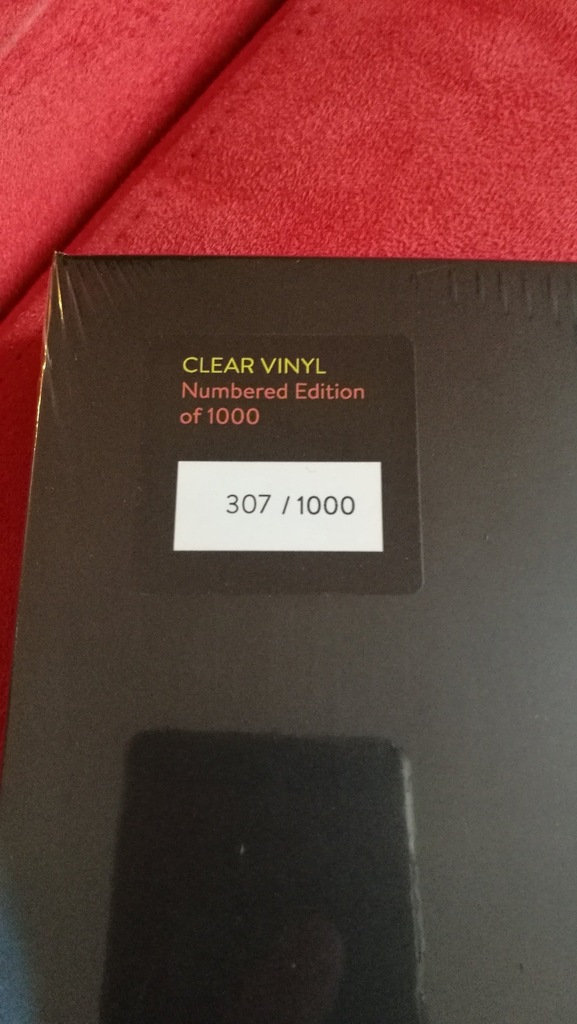 CLEAR VINYL
Numbered Edition
of 1000
307 / 1000